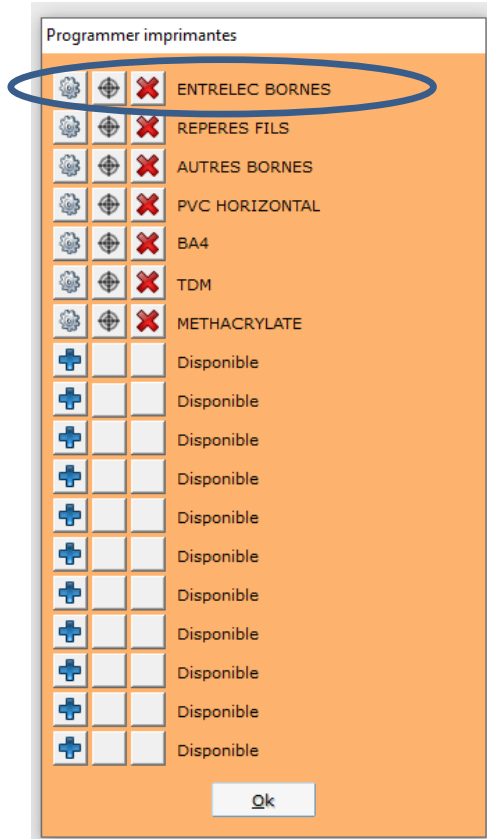 Programmer imprimantes
ENTRELEC BORNES
REPERES FILS
AUTRES BORNES
PVC HORIZONTAL
BA4
TDM
METHACRYLATE
Disponible
Disponible
Disponible
Disponible
Disponible
Disponible
Disponible
Disponible
Disponible
Disponible
Disponible
Ok